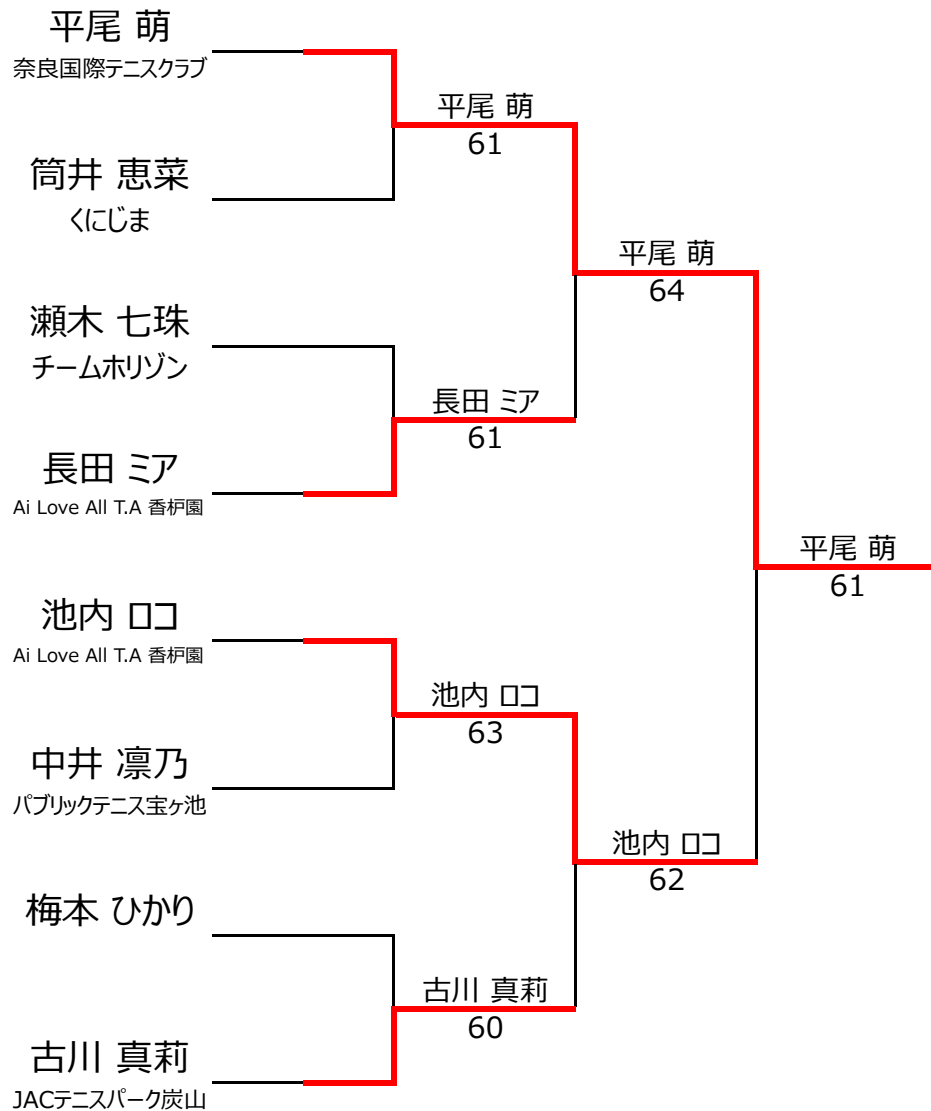 平尾 萌
奈良国際テニスクラブ
筒井 恵菜
くにじま
瀬木 七珠
チームホリゾン
長田 ミア
Ai Love All T.A 香枦園
池内 ロコ
Ai Love All T.A 香枦園
中井 凛乃
パブリックテニス宝ヶ池
梅本 ひかり
古川 真莉
JACテニスパーク炭山
平尾 萌
61
長田 ミア
61
池内 ロコ
63
古川 真莉
60
平尾 萌
64
池内 ロコ
62
平尾 萌
61